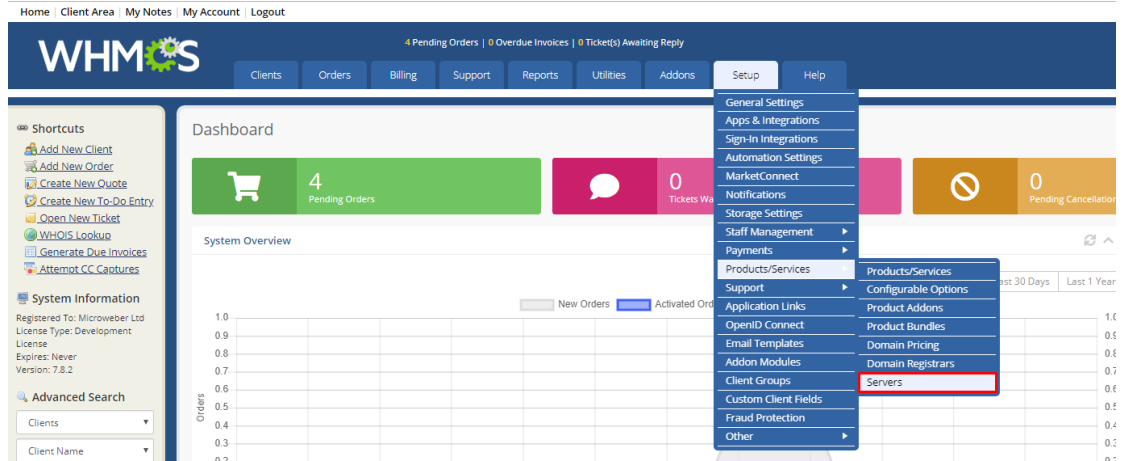 Home | Client Area | My Notes | My Account | Logout
WHMCS
4 Pending Orders | 0 Overdue Invoices | 0 Ticket(s) Awaiting Reply
Clients Orders Billing Support Reports Utilities Addons Setup Help
General Settings
Apps & Integrations
Sign-In Integrations
Automation Settings
MarketConnect
Notifications
Storage Settings
Staff Management
Payments
Products/Services
Support
Application Links
OpenID Connect
Email Templates
Addon Modules
Client Groups
Custom Client Fields
Fraud Protection
Other
Products/Services
Configurable Options
Product Addons
Product Bundles
Domain Pricing
Domain Registrars
Servers
Shortcuts
Add New Client
Add New Order
Create New Quote
Create New To-Do Entry
Open New Ticket
WHOIS Lookup
Generate Due Invoices
Attempt CC Captures
System Information
Registered To: Microweber Ltd
License Type: Development
License
Expires: Never
Version: 7.8.2
Advanced Search
Clients
Client Name
Dashboard
4
Pending Orders
0
Tickets Wa
0
Pending Cancellation
System Overview
ast 30 Days Last 1 Year
New Orders Activated Ord
Orders
1.0
0.9
0.8
0.7
0.6
0.5
0.4
0.3